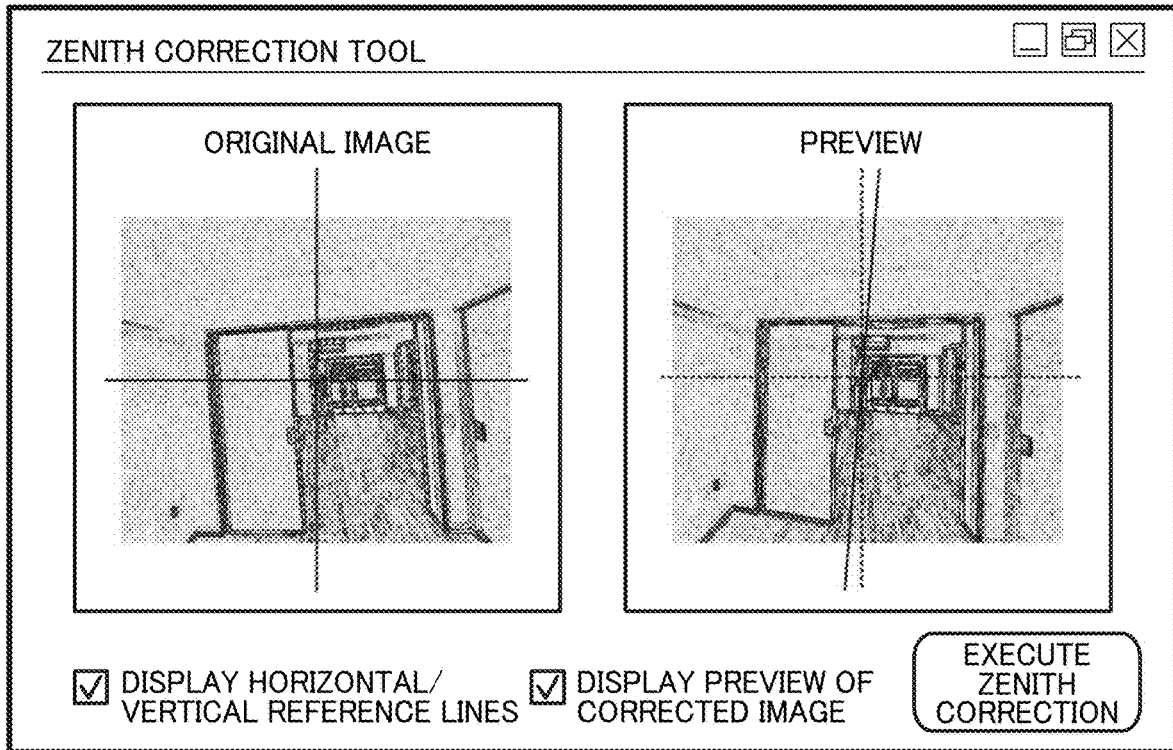 ZENITH CORRECTION TOOL
ORIGINAL IMAGE
PREVIEW
DISPLAY HORIZONTAL/
VERTICAL REFERENCE LINES
DISPLAY PREVIEW OF
CORRECTED IMAGE
EXECUTE
ZENITH
CORRECTION